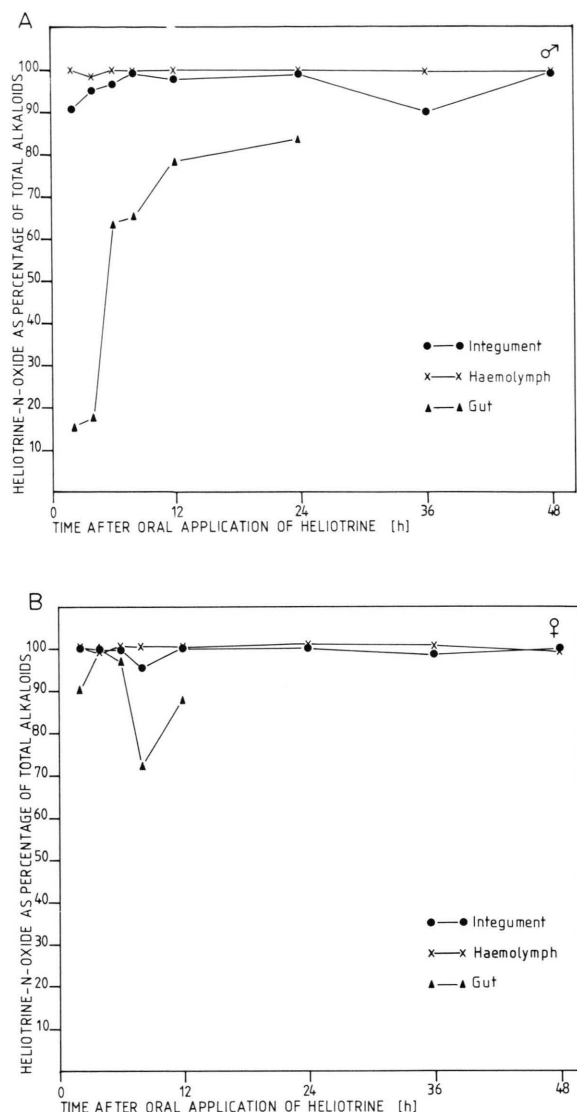 A
♂
HELIOTRINE-N-OXIDE AS PERCENTAGE OF TOTAL ALKALOIDS
100
90
80
70
60
50
40
30
20
10
Integument
Haemolymph
Gut
0 12 24 36 48
TIME AFTER ORAL APPLICATION OF HELIOTRINE [h]
B
♀
HELIOTRINE-N-OXIDE AS PERCENTAGE OF TOTAL ALKALOIDS
100
90
80
70
60
50
40
30
20
10
Integument
Haemolymph
Gut
0 12 24 36 48
TIME AFTER ORAL APPLICATION OF HELIOTRINE [h]